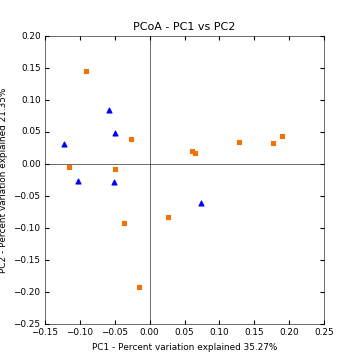 PCoA - PC1 vs PC2
0.20
0.15
0.10
0.05
0.00
−0.05
−0.10
−0.15
−0.20
−0.25
PC2 - Percent variation explained 21.35%
−0.15 −0.10 −0.05 0.00 0.05 0.10 0.15 0.20 0.25
PC1 - Percent variation explained 35.27%